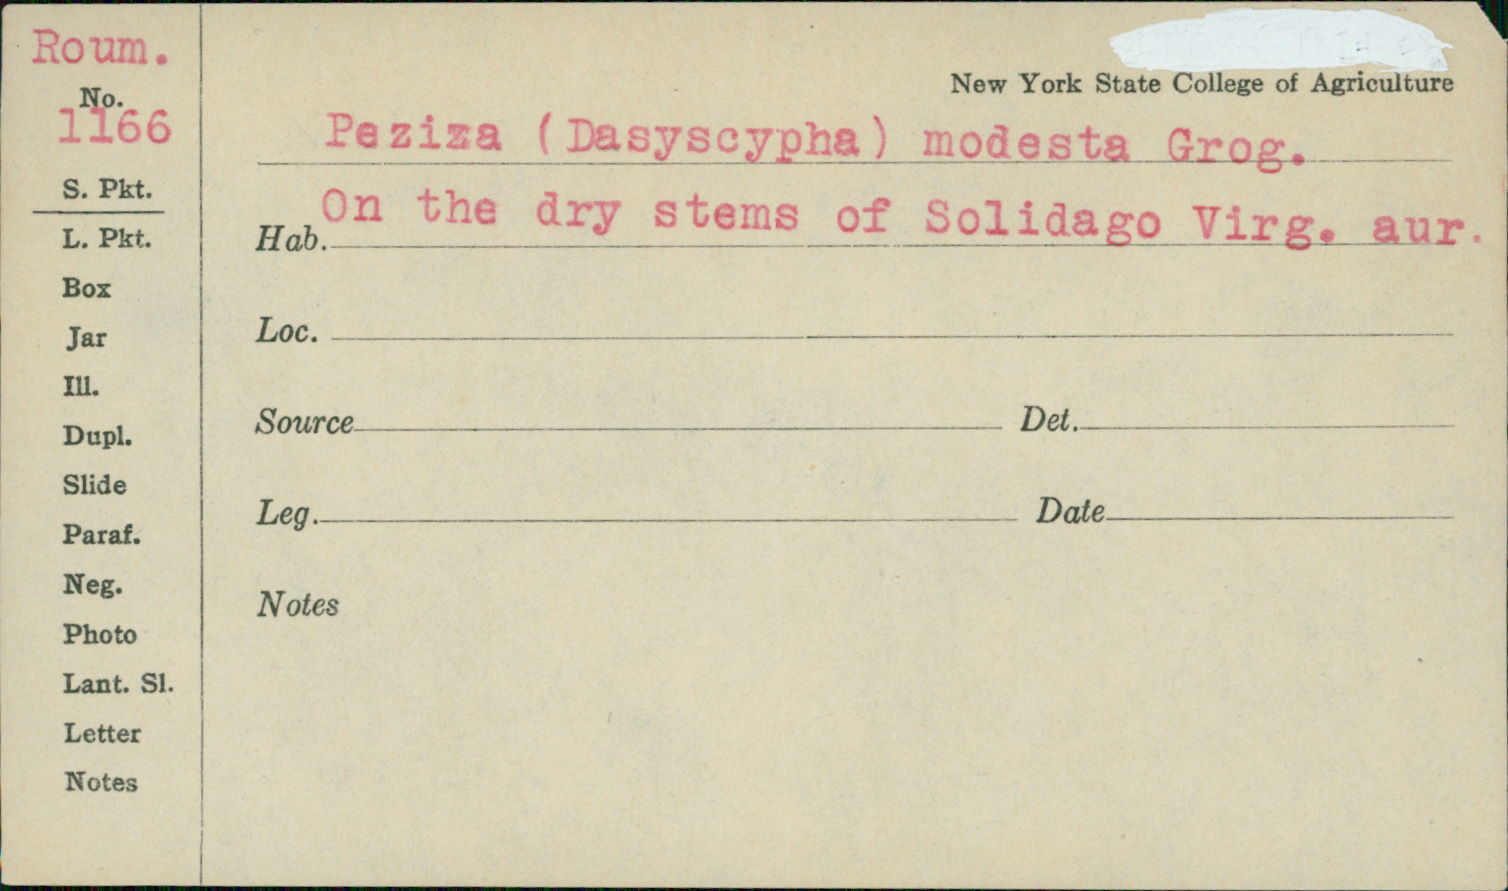 Roum.
New York State College of Agriculture
No.
1166
Peziza (Dasyscypha) modesta Grog.
S. Pkt.
On the dry stems of Solidago Virg. aur.
Hab.
L. Pkt.
Box
Loc.
Jar
Ill.
Source Det.
Dupl.
Slide
Leg. Date
Paraf.
Neg.
Notes
Photo
Lant. Sl.
Letter
Notes